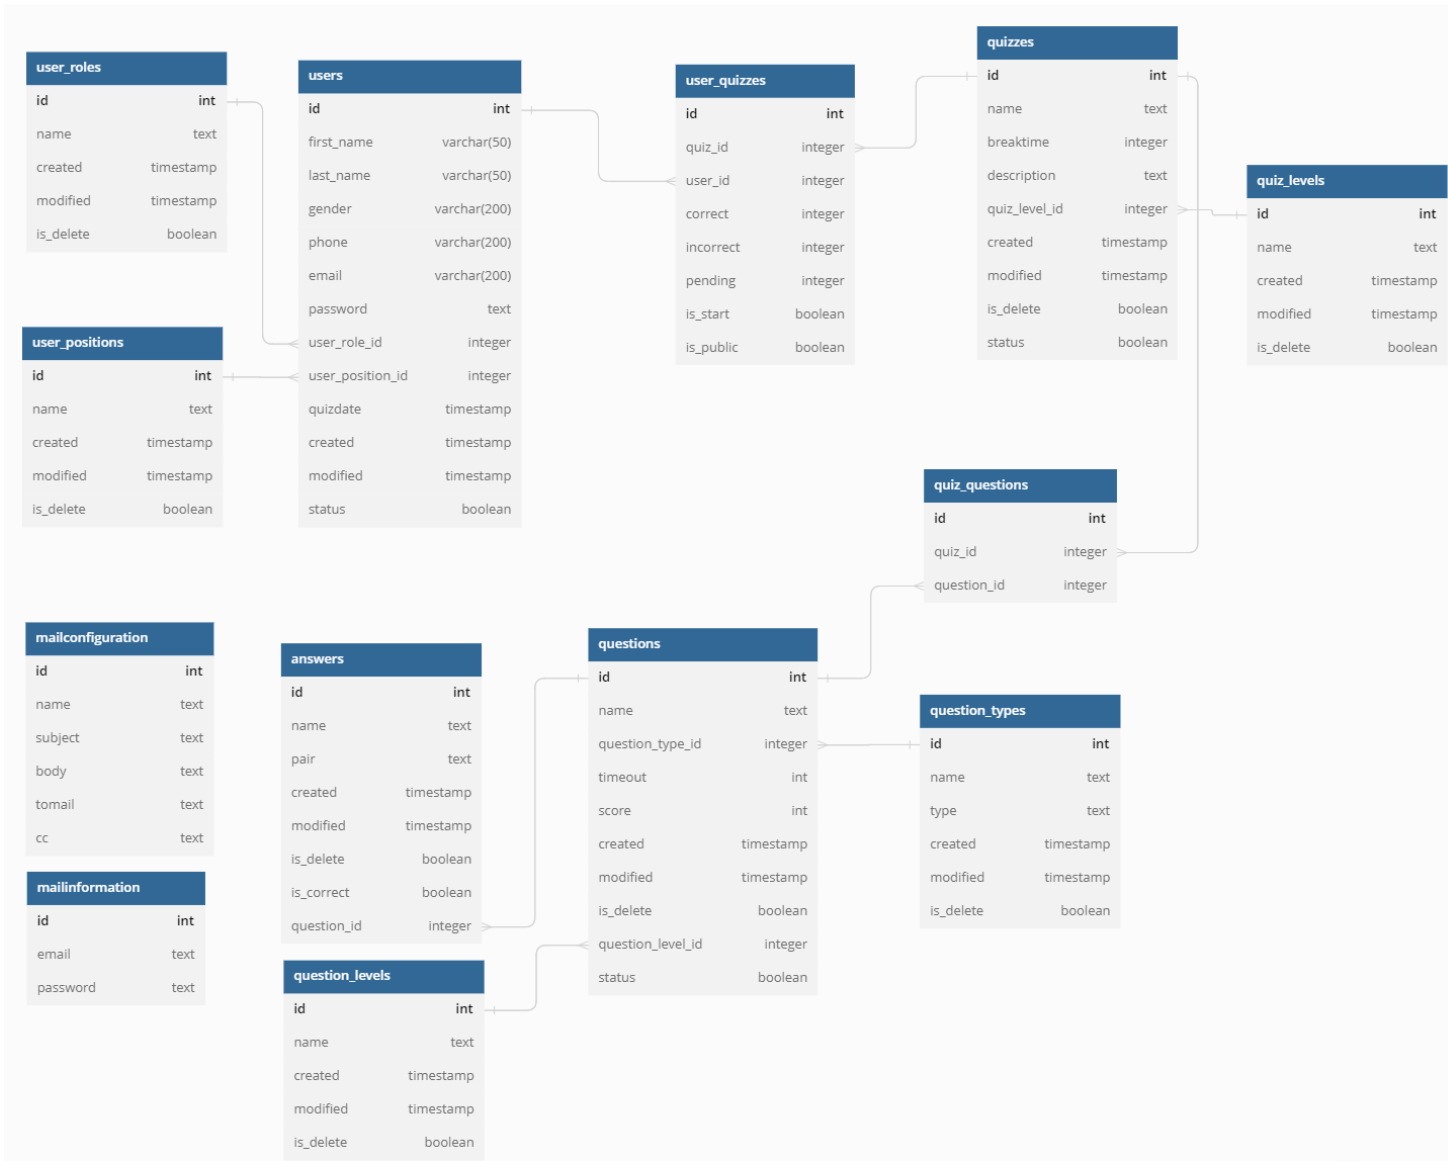 user_roles
id int
name text
created timestamp
modified timestamp
is_delete boolean
users
id int
first_name varchar(50)
last_name varchar(50)
gender varchar(200)
phone varchar(200)
email varchar(200)
password text
user_role_id integer
user_position_id integer
quizdate timestamp
created timestamp
modified timestamp
status boolean
user_quizzes
id int
quiz_id integer
user_id integer
correct integer
incorrect integer
pending integer
is_start boolean
is_public boolean
quizzes
id int
name text
breaktime integer
description text
quiz_level_id integer
created timestamp
modified timestamp
is_delete boolean
status boolean
quiz_levels
id int
name text
created timestamp
modified timestamp
is_delete boolean
user_positions
id int
name text
created timestamp
modified timestamp
is_delete boolean
quiz_questions
id int
quiz_id integer
question_id integer
mailconfiguration
id int
name text
subject text
body text
tomail text
cc text
answers
id int
name text
pair text
created timestamp
modified timestamp
is_delete boolean
is_correct boolean
question_id integer
questions
id int
name text
question_type_id integer
timeout int
score int
created timestamp
modified timestamp
is_delete boolean
question_level_id integer
status boolean
question_types
id int
name text
type text
created timestamp
modified timestamp
is_delete boolean
mailinformation
id int
email text
password text
question_levels
id int
name text
created timestamp
modified timestamp
is_delete boolean